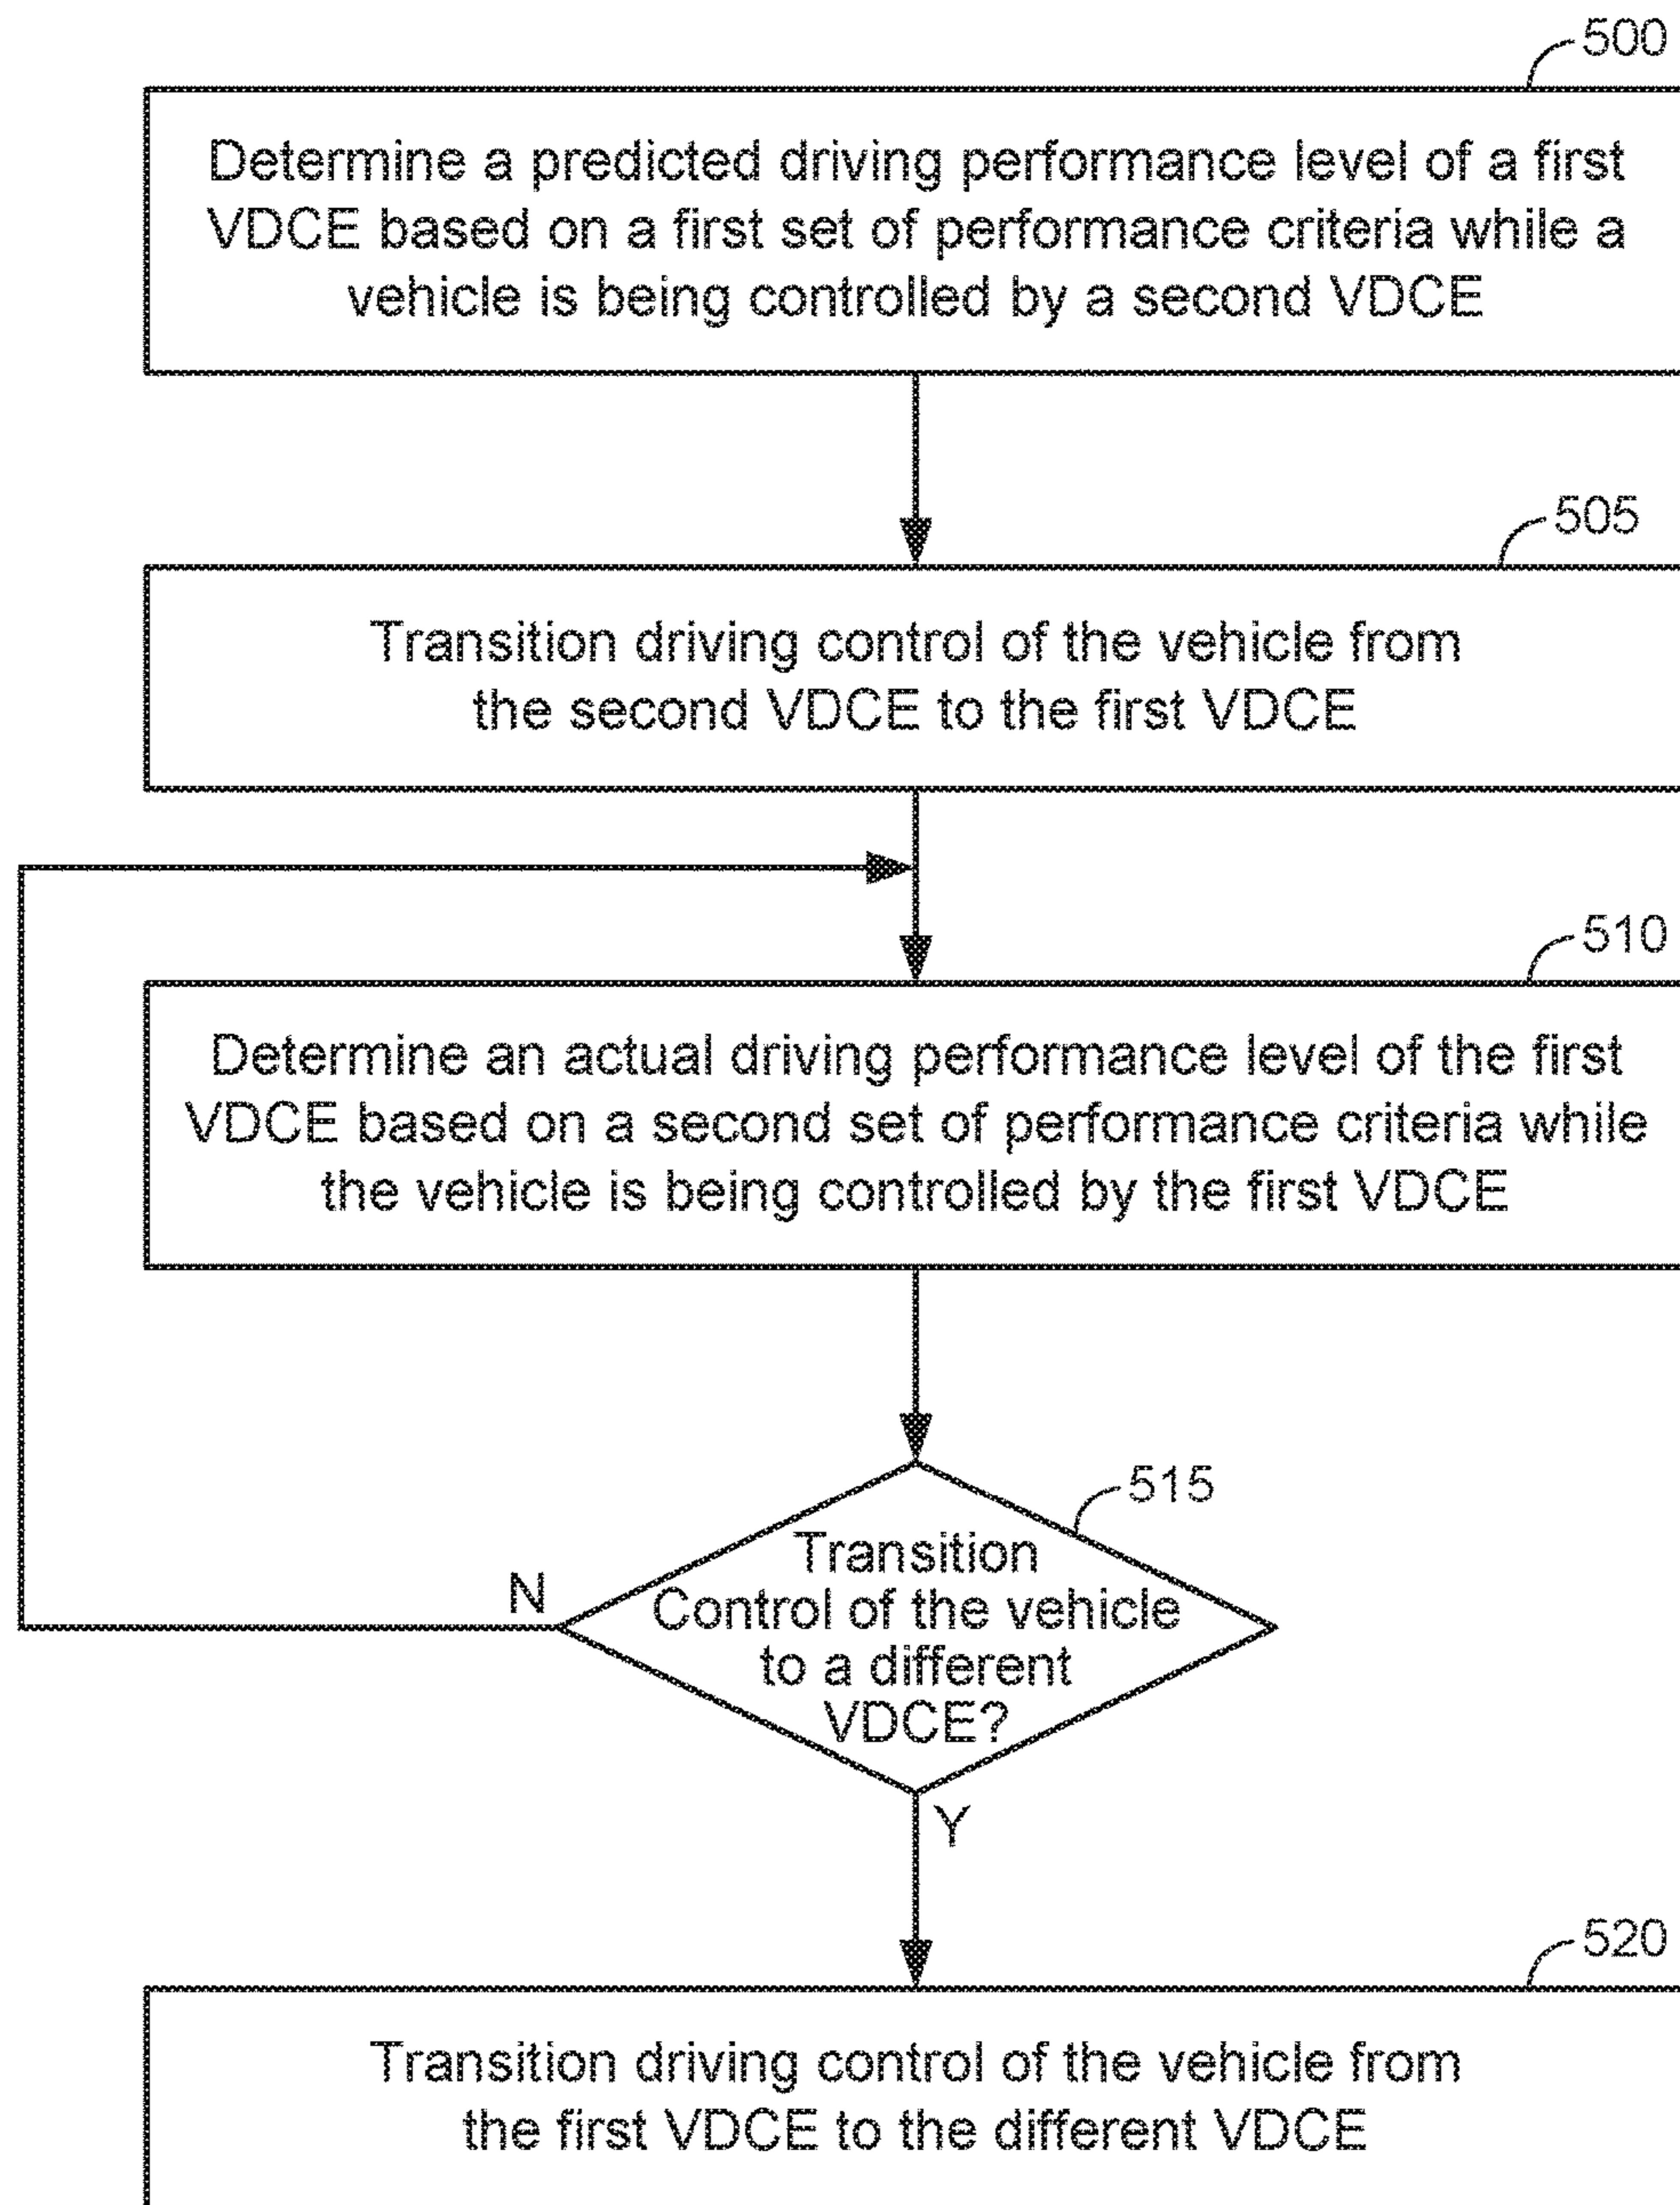 500
Determine a predicted driving performance level of a first
VDCE based on a first set of performance criteria while a
vehicle is being controlled by a second VDCE
505
Transition driving control of the vehicle from
the second VDCE to the first VDCE
510
Determine an actual driving performance level of the first
VDCE based on a second set of performance criteria while
the vehicle is being controlled by the first VDCE
515
Transition
Control of the vehicle
to a different
VDCE?
N
Y
520
Transition driving control of the vehicle from
the first VDCE to the different VDCE